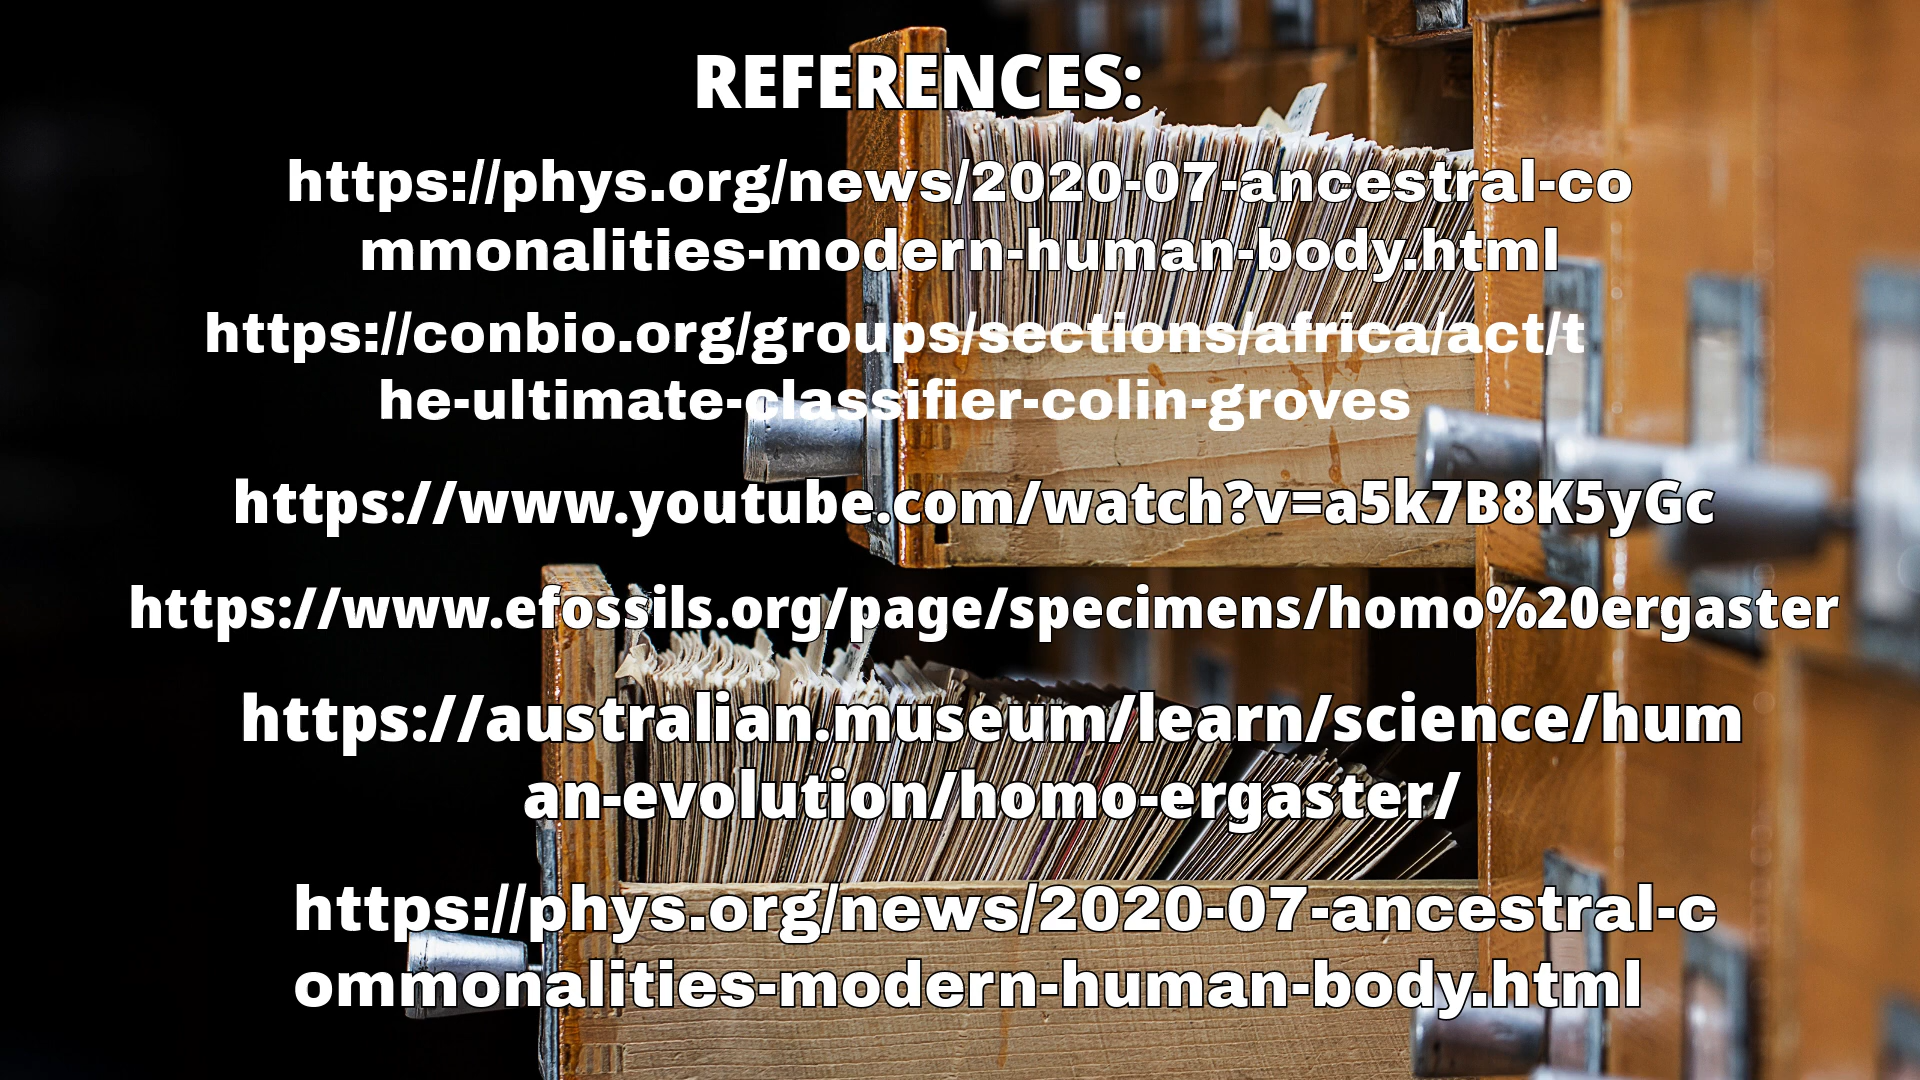 REFERENCES:
https://phys.org/news/2020-07-ancestral-co
mmonalities-modern-human-body.html
https://conbio.org/groups/sections/africa/act/t
he-ultimate-classifier-colin-groves
https://www.youtube.com/watch?v=a5k7B8K5yGc
https://www.efossils.org/page/specimens/homo%20ergaster
https://australian.museum/learn/science/hum
an-evolution/homo-ergaster/
https://phys.org/news/2020-07-ancestral-c
ommonalities-modern-human-body.html